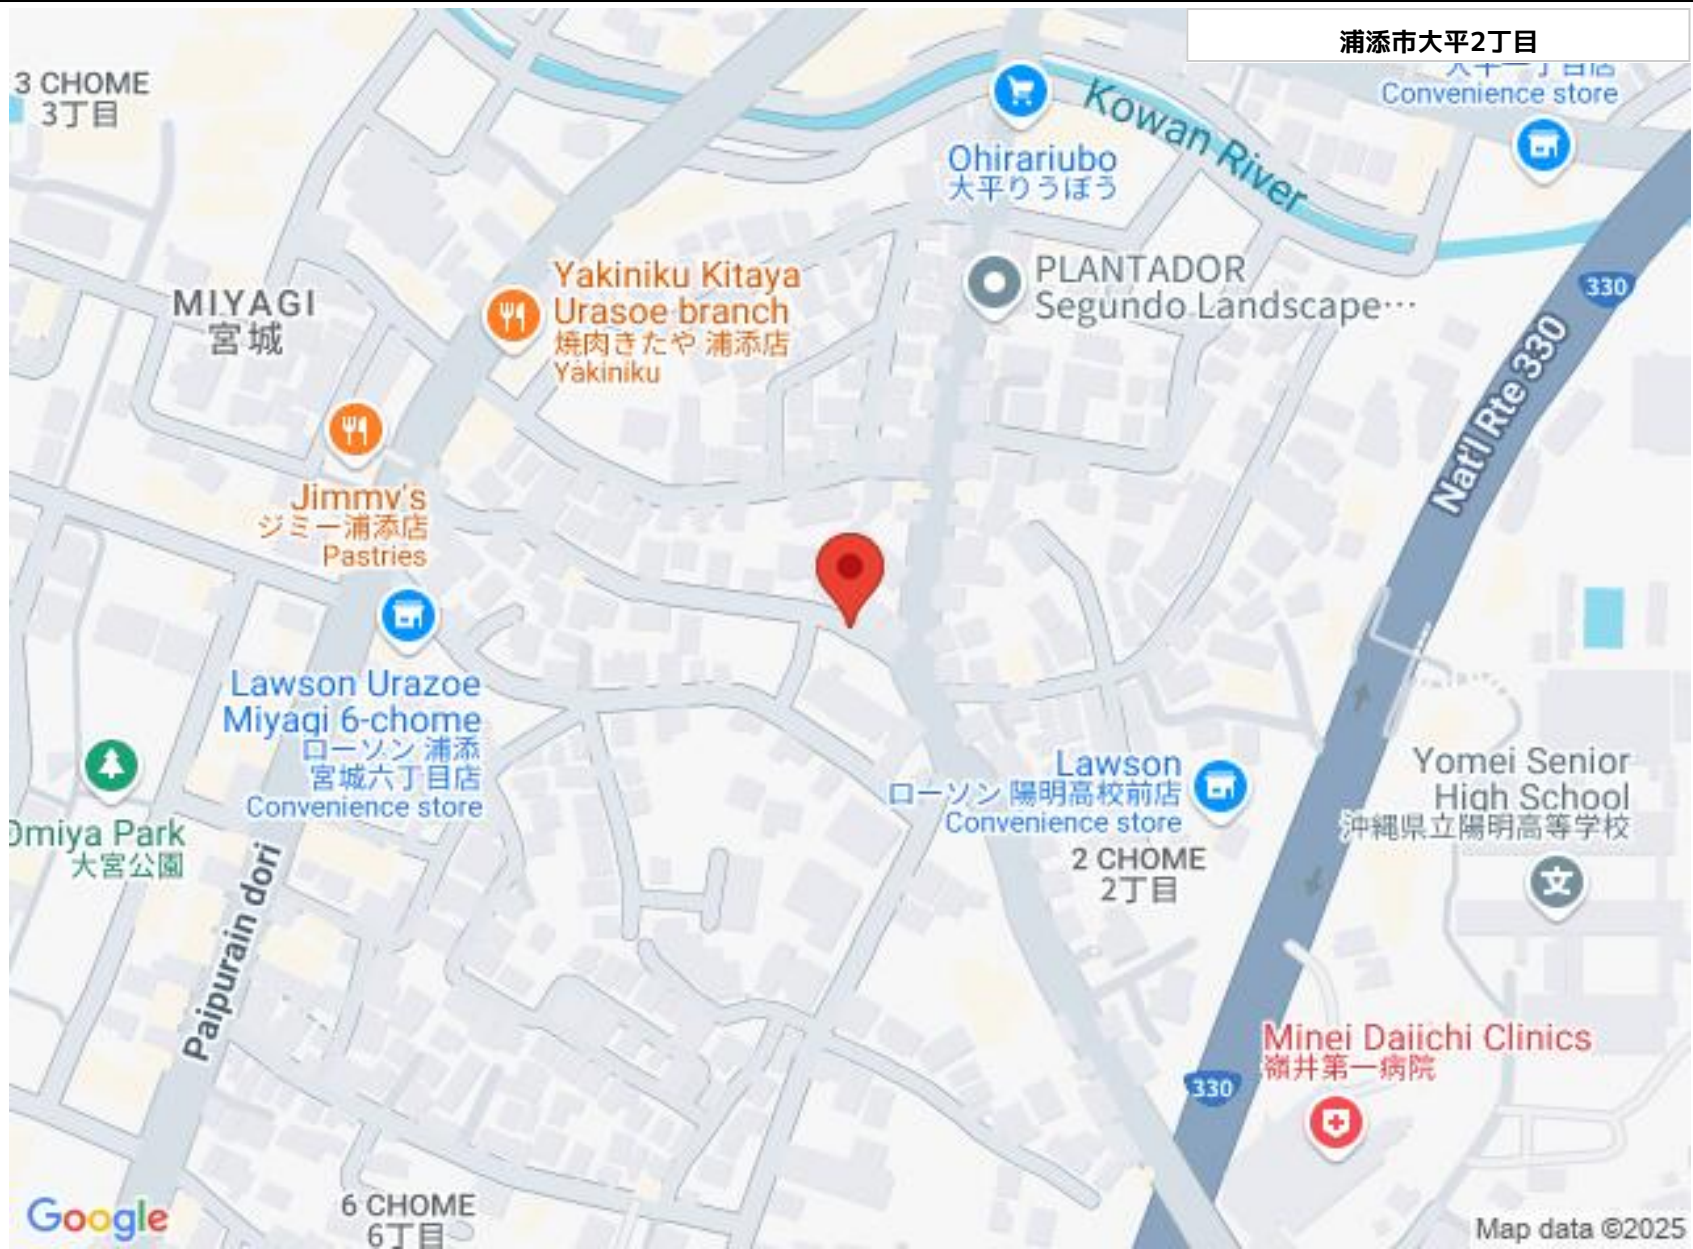 浦添市大平2丁目
3 CHOME
3丁目
大平一丁目店
Convenience store
Kowan River
Ohirariubo
大平りうぼう
Yakiniku Kitaya
Urasoe branch
焼肉きたや 浦添店
Yakiniku
PLANTADOR
Segundo Landscape…
330
MIYAGI
宮城
Nat'l Rte 330
Jimmy's
ジミー浦添店
Pastries
Lawson Urazoe
Miyagi 6-chome
ローソン 浦添
宮城六丁目店
Convenience store
Lawson
ローソン 陽明高校前店
Convenience store
Yomei Senior
High School
沖縄県立陽明高等学校
文
Omiya Park
大宮公園
2 CHOME
2丁目
Paipurain dori
Minei Daiichi Clinics
嶺井第一病院
330
6 CHOME
6丁目
Google
Map data ©2025